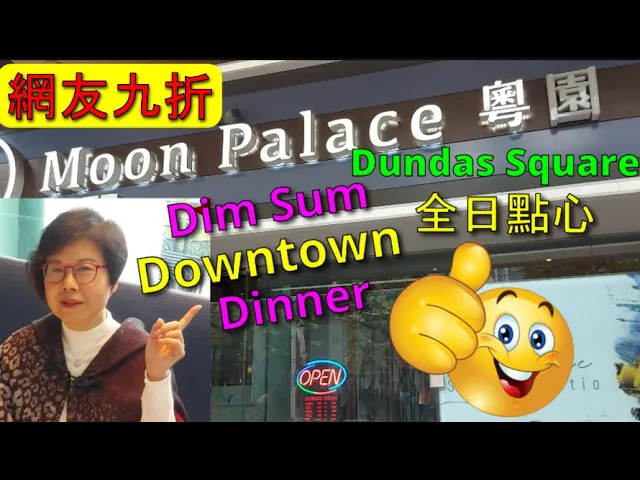 網友九折
Moon Palace 粵園
Dundas Square
Dim Sum
全日點心
Downtown
Dinner
OPEN